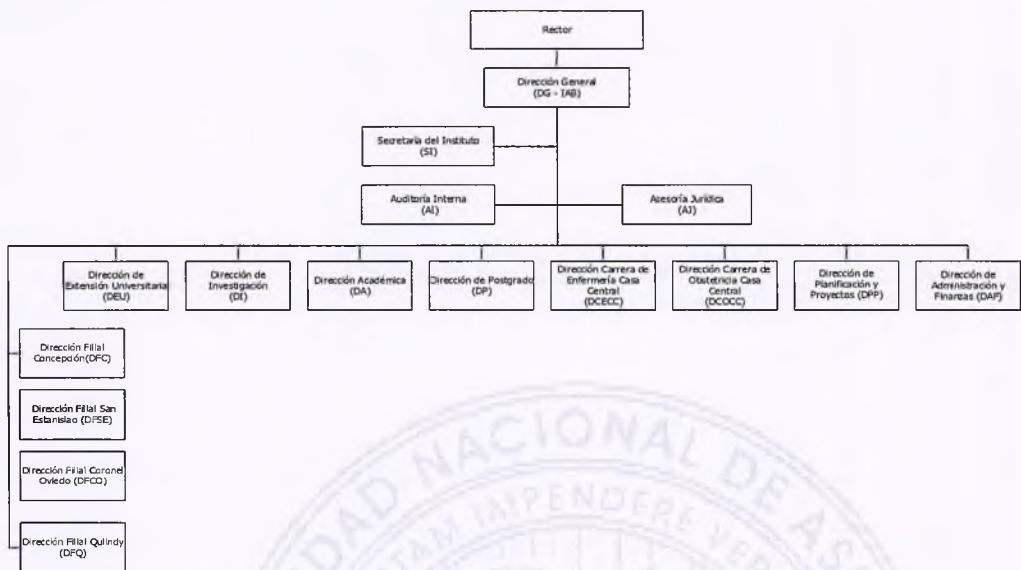 Rector
Dirección General
(DG - IAB)
Secretaría del Instituto
(SI)
Auditoría Interna
(AI)
Asesoría Jurídica
(AJ)
Dirección de
Extensión Universitaria
(DEU)
Dirección de
Investigación (DI)
Dirección Académica
(DA)
Dirección de Postgrado
(DP)
Dirección Carrera de
Enfermería Casa
Central
(DCECC)
Dirección Carrera de
Obstetricia Casa
Central
(DCOCC)
Dirección de
Planificación y
Proyectos (DPP)
Dirección de
Administración y
Finanzas (DAF)
Dirección Filial
Concepción(DFC)
Dirección Filial San
Estanislao (DFSE)
Dirección Filial Coronel
Oviedo (DFCO)
Dirección Filial Quiindy
(DFQ)
NACIONAL DE
IMPENDERE